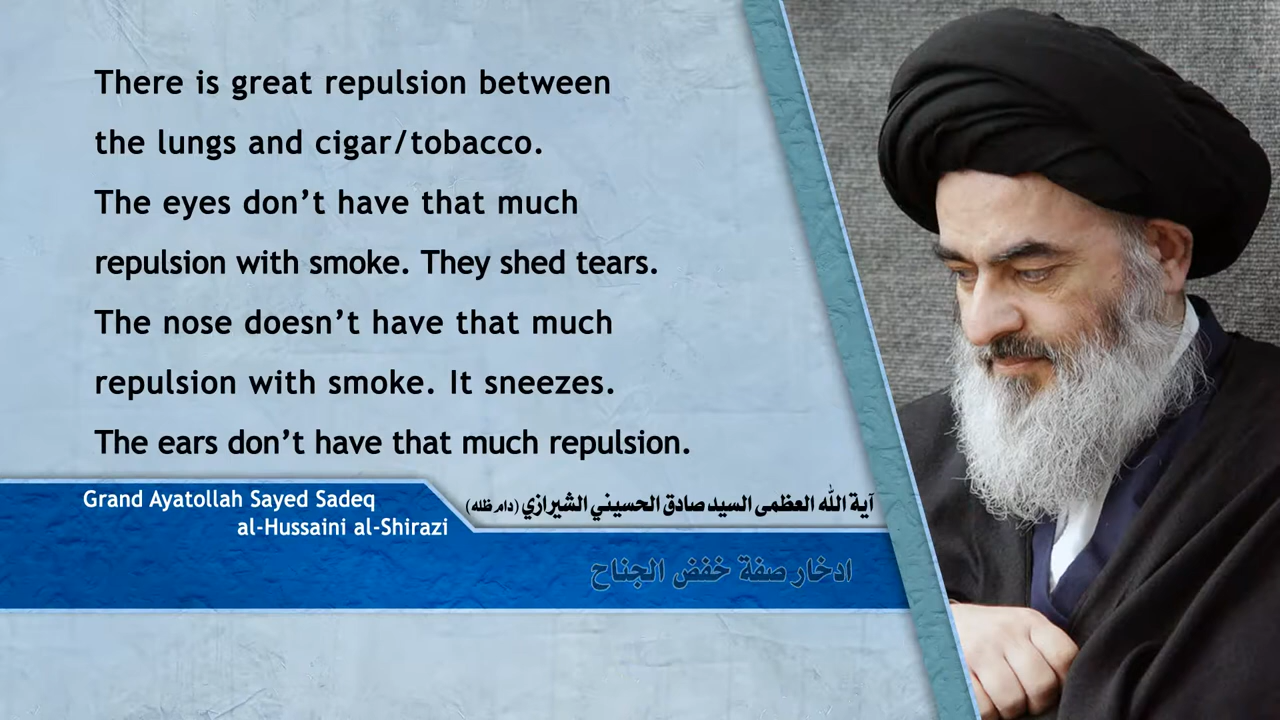 There is great repulsion between
the lungs and cigar/tobacco.
The eyes don’t have that much
repulsion with smoke. They shed tears.
The nose doesn’t have that much
repulsion with smoke. It sneezes.
The ears don’t have that much repulsion.
Grand Ayatollah Sayed Sadeq
al-Hussaini al-Shirazi
آية الله العظمى السيد صادق الحسيني الشيرازي (دام ظله)
ادخار صفة خفض الجناح